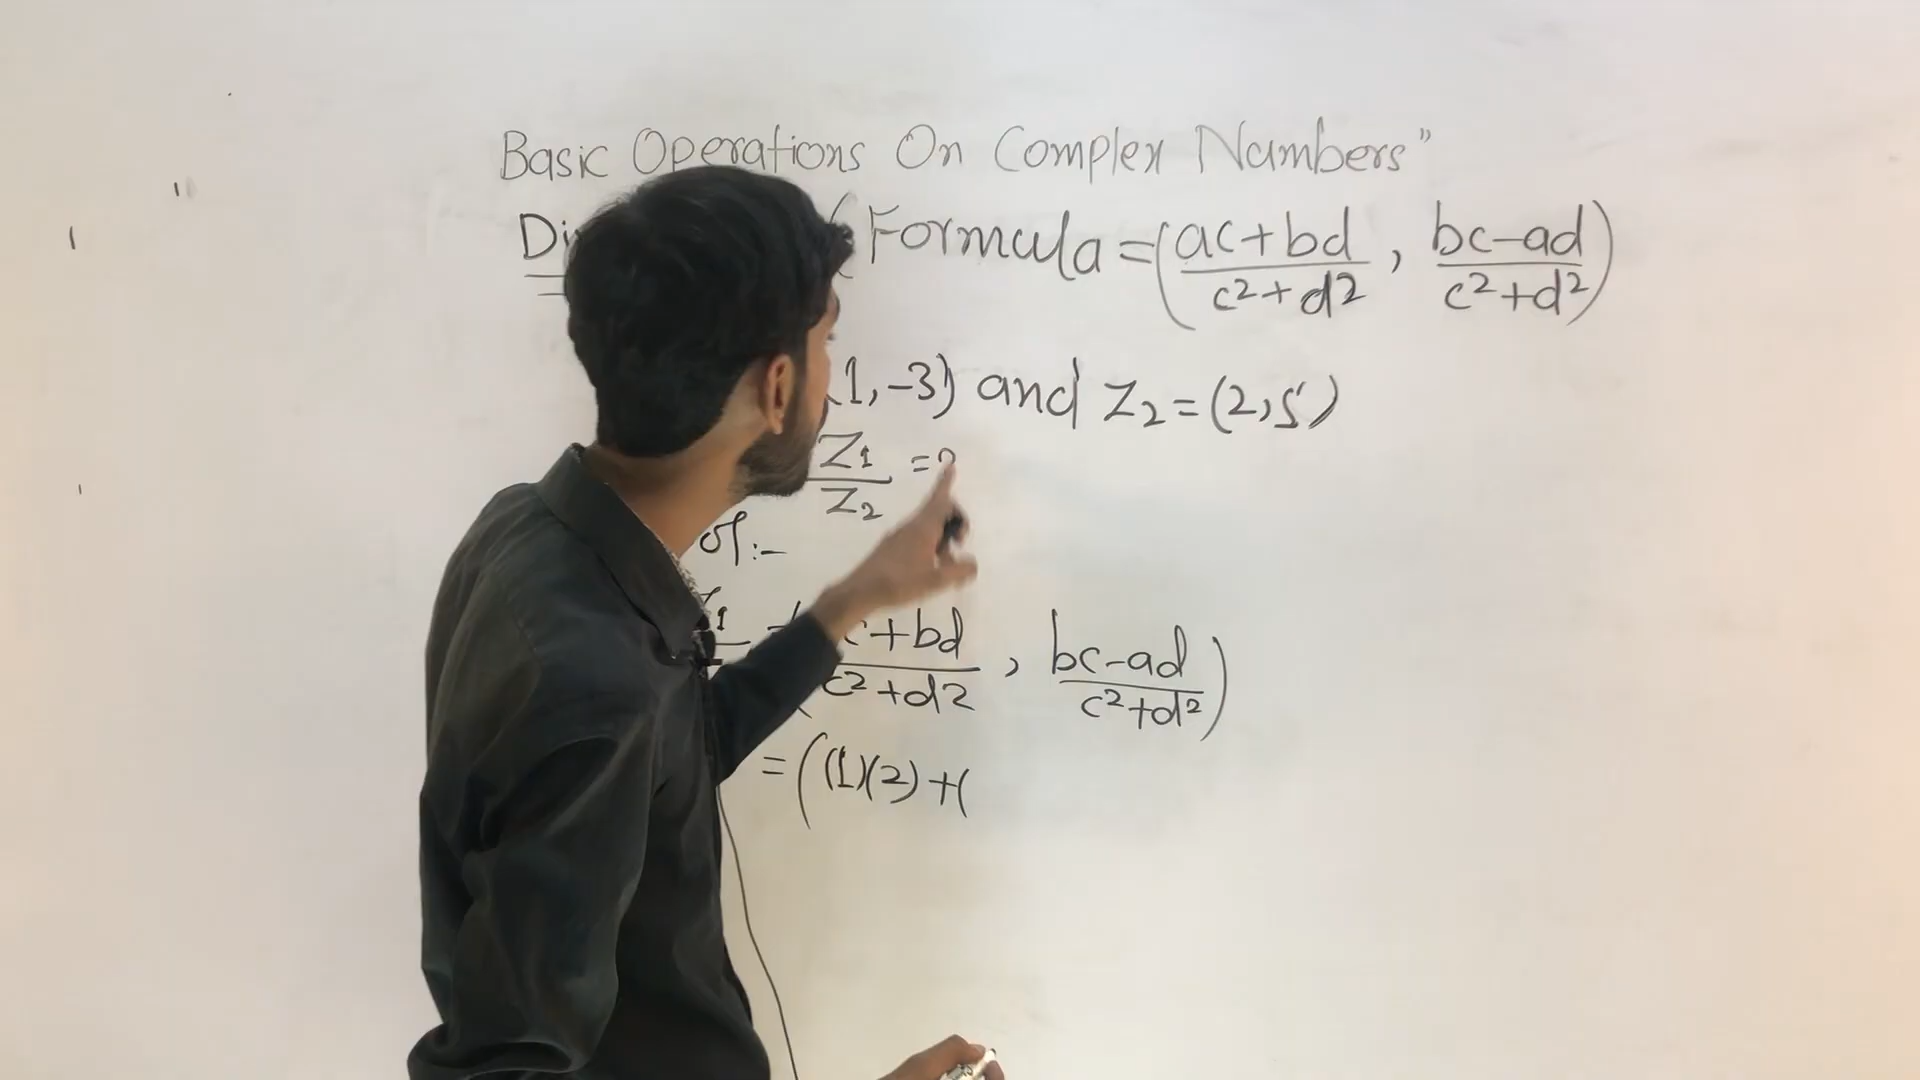 Basic Operations On Complex Numbers"
(Formula = (ac+bd/c²+d², bc-ad/c²+d²)
(1,-3) and Z₂ = (2,5)
Z₁/Z₂ =
:-
c+bd/c²+d², bc-ad/c²+d²)
= ((1)(2)+(